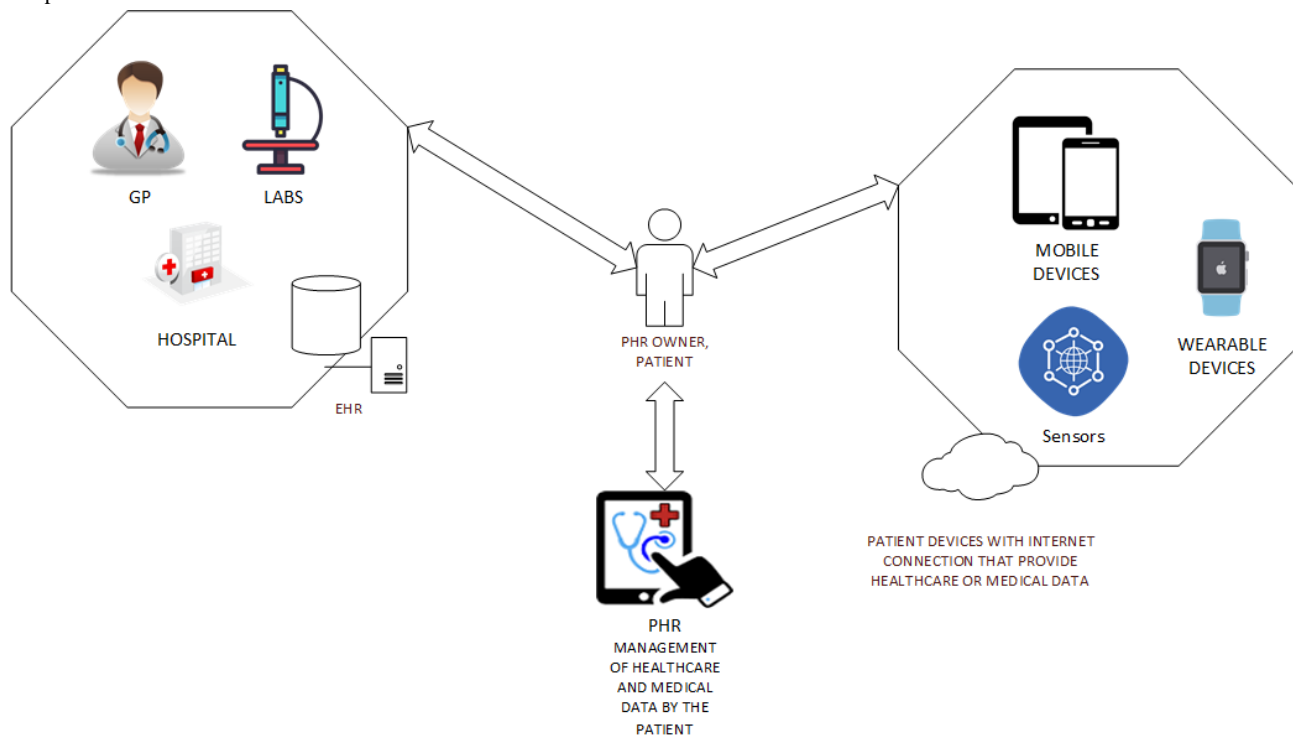 GP
LABS
HOSPITAL
EHR
PHR OWNER,
PATIENT
MOBILE
DEVICES
WEARABLE
DEVICES
Sensors
PATIENT DEVICES WITH INTERNET
CONNECTION THAT PROVIDE
HEALTHCARE OR MEDICAL DATA
PHR
MANAGEMENT
OF HEALTHCARE
AND MEDICAL
DATA BY THE
PATIENT